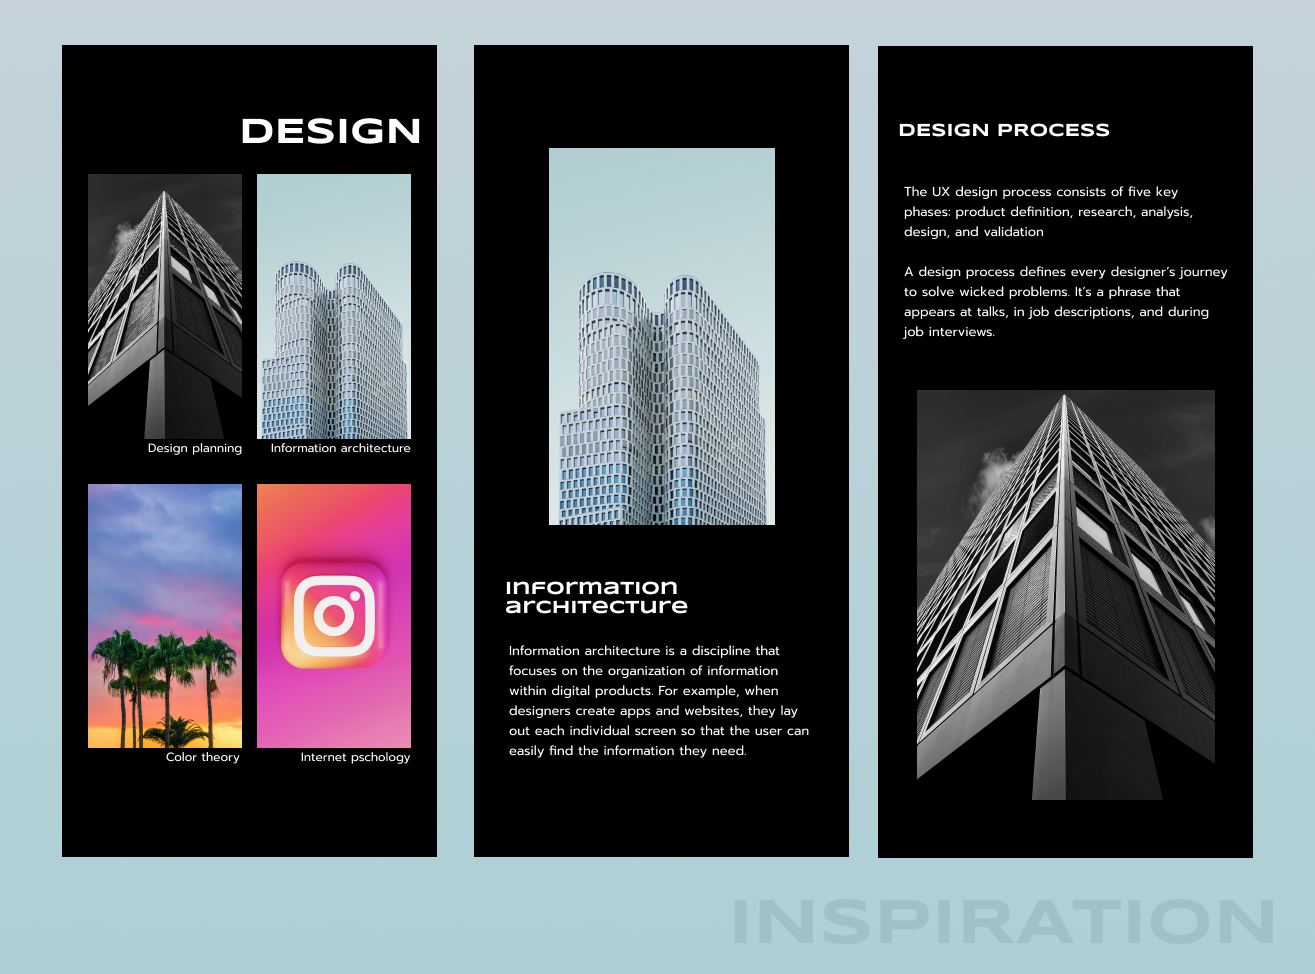 DESIGN
Design planning
Information architecture
Color theory
Internet pschology
Information
architecture
Information architecture is a discipline that
focuses on the organization of information
within digital products. For example, when
designers create apps and websites, they lay
out each individual screen so that the user can
easily find the information they need.
DESIGN PROCESS
The UX design process consists of five key
phases: product definition, research, analysis,
design, and validation
A design process defines every designer’s journey
to solve wicked problems. It’s a phrase that
appears at talks, in job descriptions, and during
job interviews.
INSPIRATION